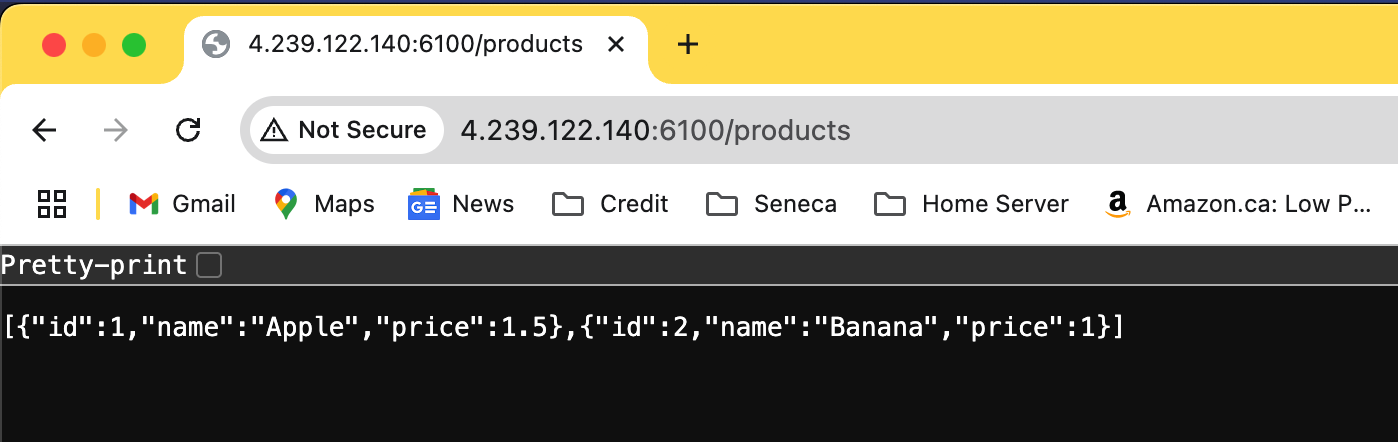 4.239.122.140:6100/products
Not Secure 4.239.122.140:6100/products
Gmail Maps GE News Credit Seneca Home Server a Amazon.ca: Low P...
Pretty-print
[{"id":1,"name":"Apple","price":1.5},{"id":2,"name":"Banana","price":1}]